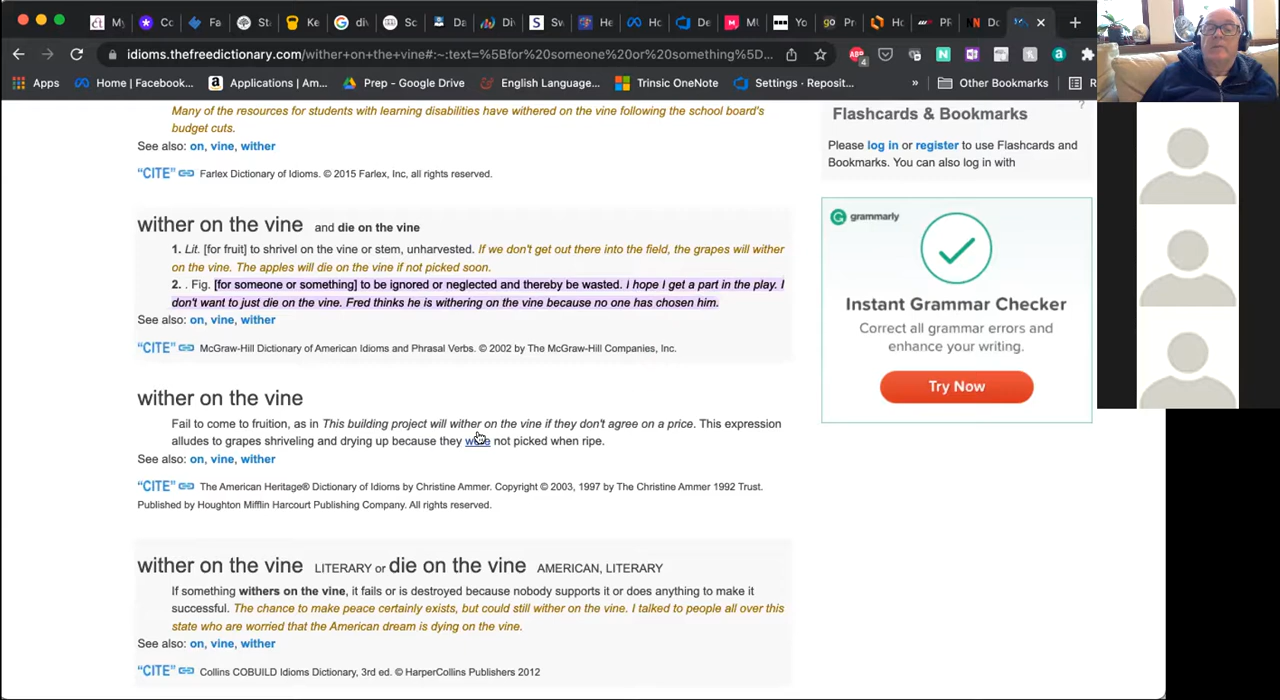 My
Co
Fa
St
Ke
div
Sc
Da
Div
Sv
He
Ho
De
M
Yo
Pr
Ho
PR
Do
idioms.thefreedictionary.com/wither+on+the+vine#:~:text=%5Bfor%20someone%20or%20something%5D...
4
Apps
Home | Facebook...
Applications | Am...
Prep - Google Drive
English Language...
Trinsic OneNote
Settings · Reposit...
»
Other Bookmarks
R
Many of the resources for students with learning disabilities have withered on the vine following the school board's
budget cuts.
See also: on, vine, wither
"CITE" Farlex Dictionary of Idioms. © 2015 Farlex, Inc, all rights reserved.
wither on the vine and die on the vine
1. Lit. [for fruit] to shrivel on the vine or stem, unharvested. If we don't get out there into the field, the grapes will wither
on the vine. The apples will die on the vine if not picked soon.
2. . Fig. [for someone or something] to be ignored or neglected and thereby be wasted. I hope I get a part in the play. I
don't want to just die on the vine. Fred thinks he is withering on the vine because no one has chosen him.
See also: on, vine, wither
"CITE" McGraw-Hill Dictionary of American Idioms and Phrasal Verbs. © 2002 by The McGraw-Hill Companies, Inc.
wither on the vine
Fail to come to fruition, as in This building project will wither on the vine if they don't agree on a price. This expression
alludes to grapes shriveling and drying up because they were not picked when ripe.
See also: on, vine, wither
"CITE" The American Heritage® Dictionary of Idioms by Christine Ammer. Copyright © 2003, 1997 by The Christine Ammer 1992 Trust.
Published by Houghton Mifflin Harcourt Publishing Company. All rights reserved.
wither on the vine LITERARY or die on the vine AMERICAN, LITERARY
If something withers on the vine, it fails or is destroyed because nobody supports it or does anything to make it
successful. The chance to make peace certainly exists, but could still wither on the vine. I talked to people all over this
state who are worried that the American dream is dying on the vine.
See also: on, vine, wither
"CITE" Collins COBUILD Idioms Dictionary, 3rd ed. © HarperCollins Publishers 2012
?
Flashcards & Bookmarks
Please log in or register to use Flashcards and
Bookmarks. You can also log in with
grammarly
Instant Grammar Checker
Correct all grammar errors and
enhance your writing.
Try Now